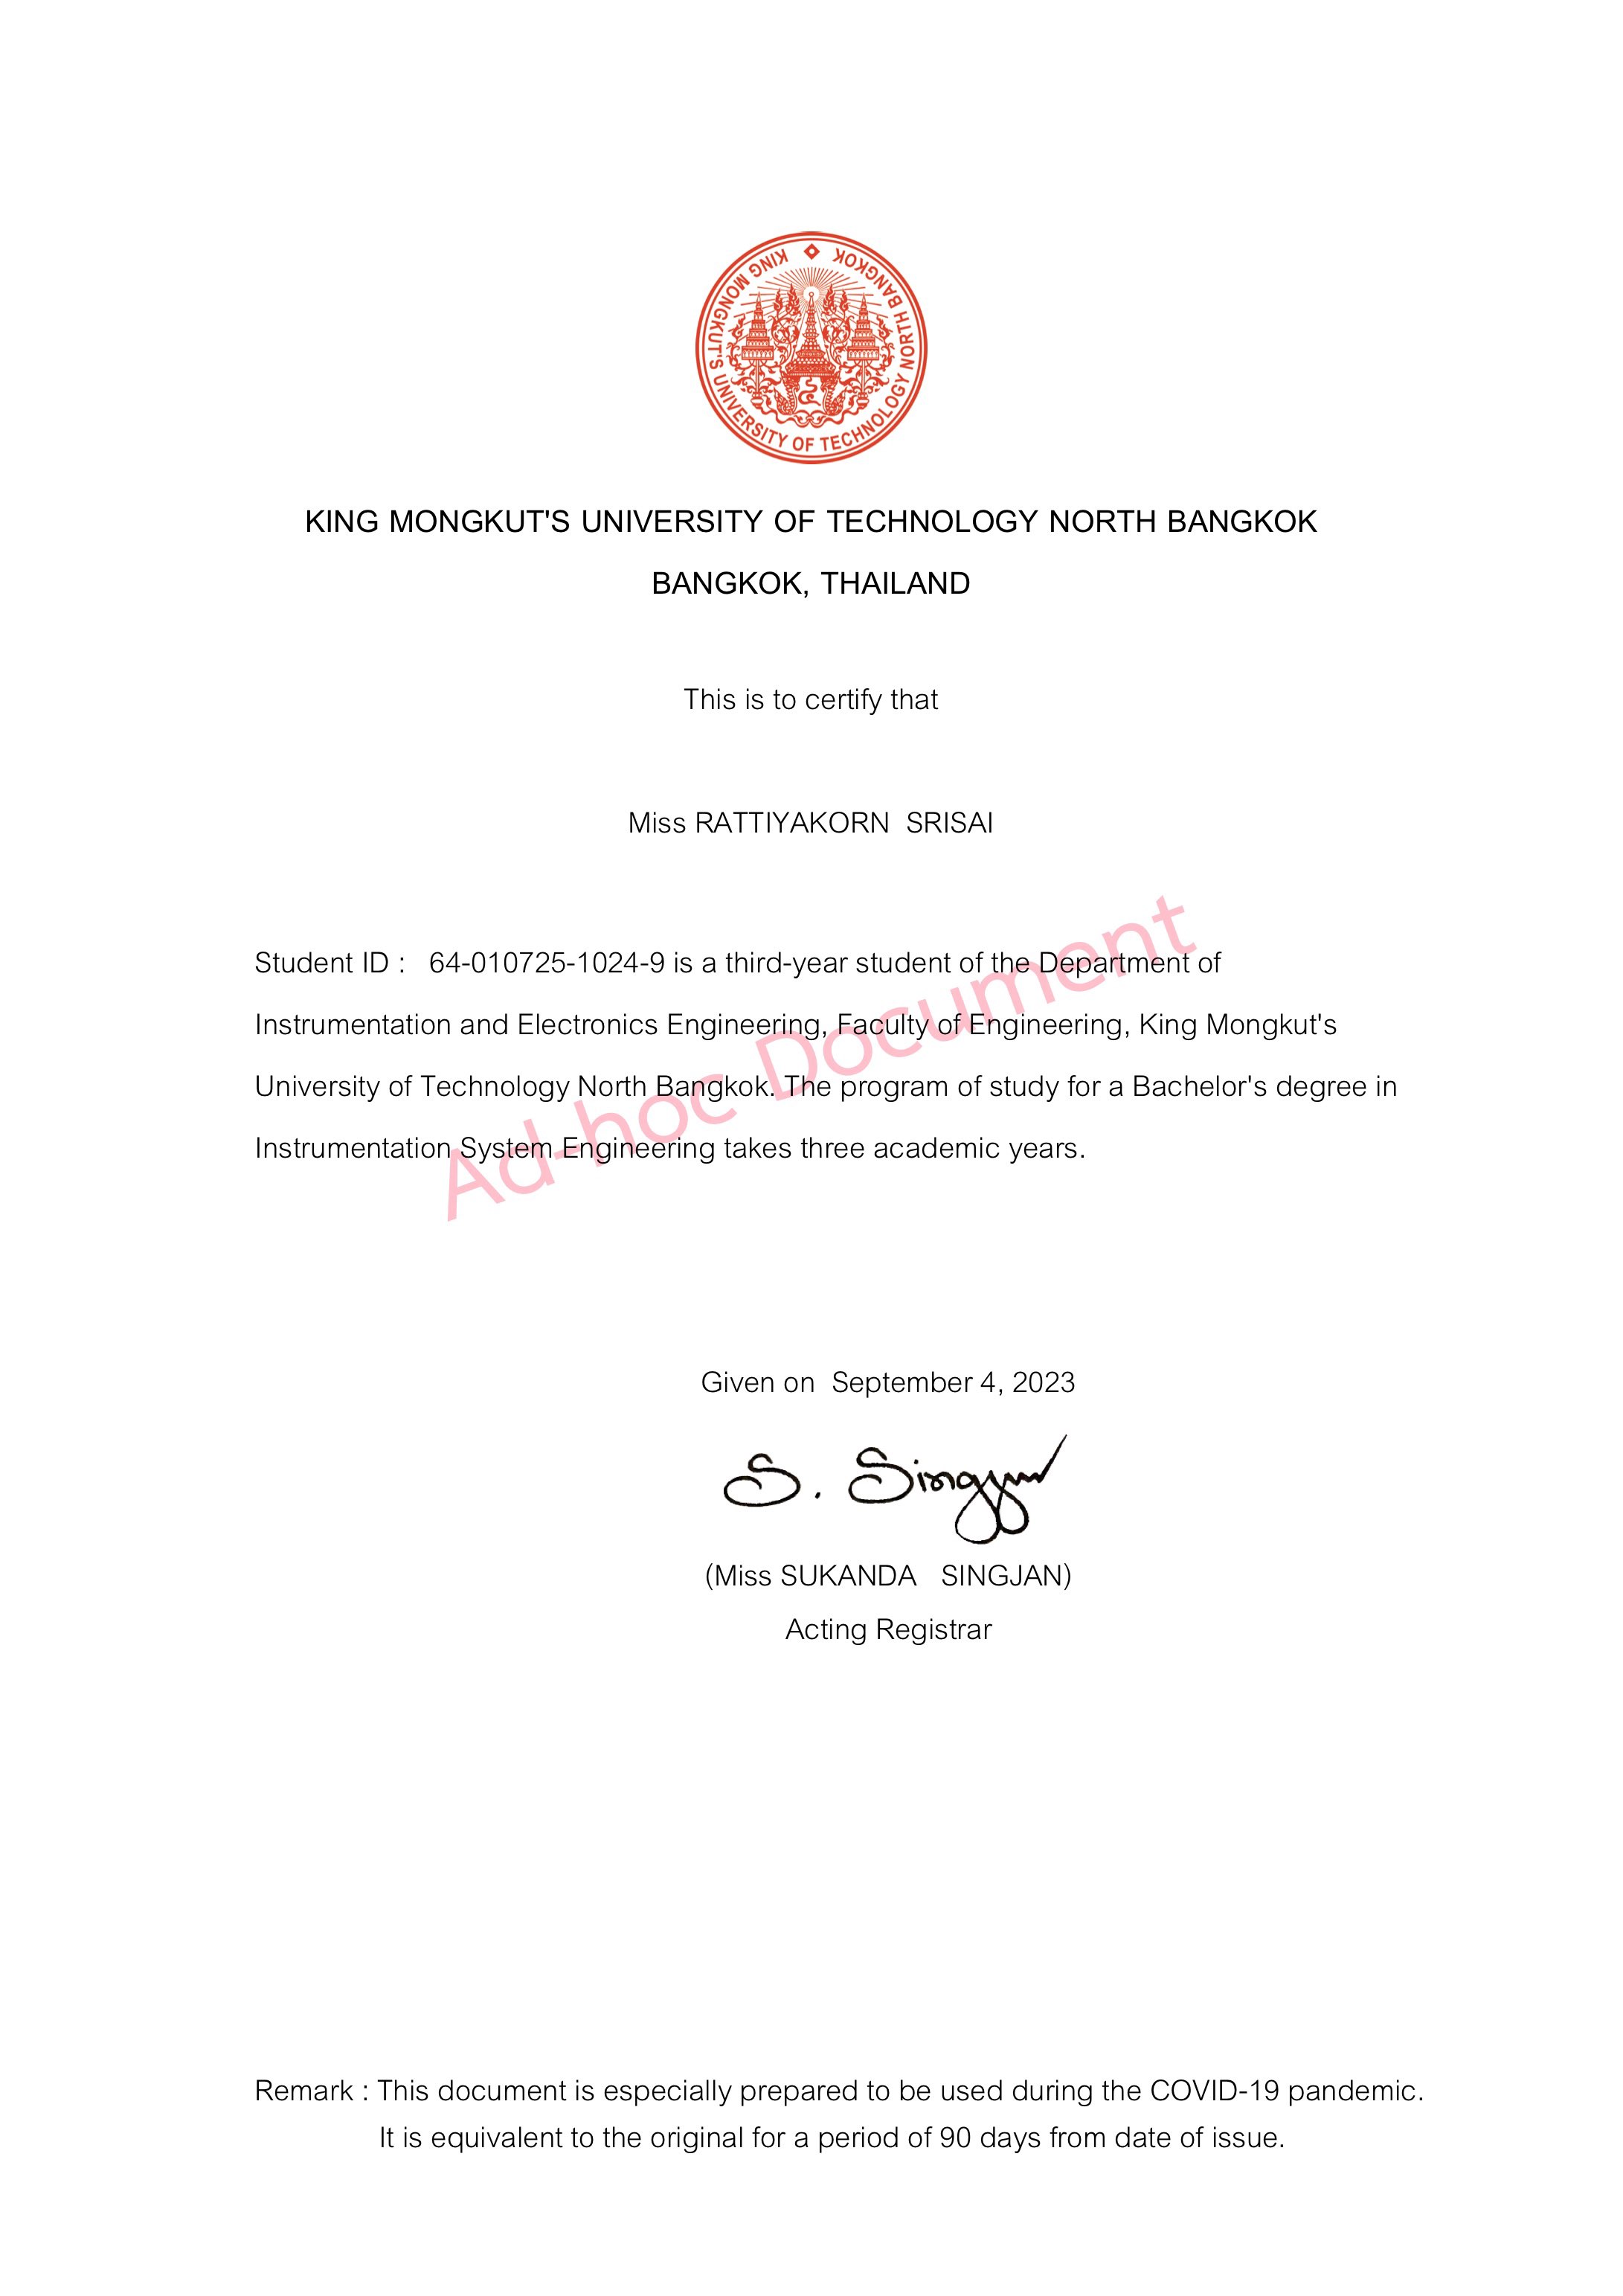 KING MONGKUT'S UNIVERSITY OF TECHNOLOGY NORTH BANGKOK
KING MONGKUT'S UNIVERSITY OF TECHNOLOGY NORTH BANGKOK
BANGKOK, THAILAND
This is to certify that
Miss RATTIYAKORN SRISAI
Student ID : 64-010725-1024-9 is a third-year student of the Department of
Instrumentation and Electronics Engineering, Faculty of Engineering, King Mongkut's
University of Technology North Bangkok. The program of study for a Bachelor's degree in
Instrumentation System Engineering takes three academic years.
Ad-hoc Document
Given on September 4, 2023
S. Singjan
(Miss SUKANDA SINGJAN)
Acting Registrar
Remark : This document is especially prepared to be used during the COVID-19 pandemic.
It is equivalent to the original for a period of 90 days from date of issue.